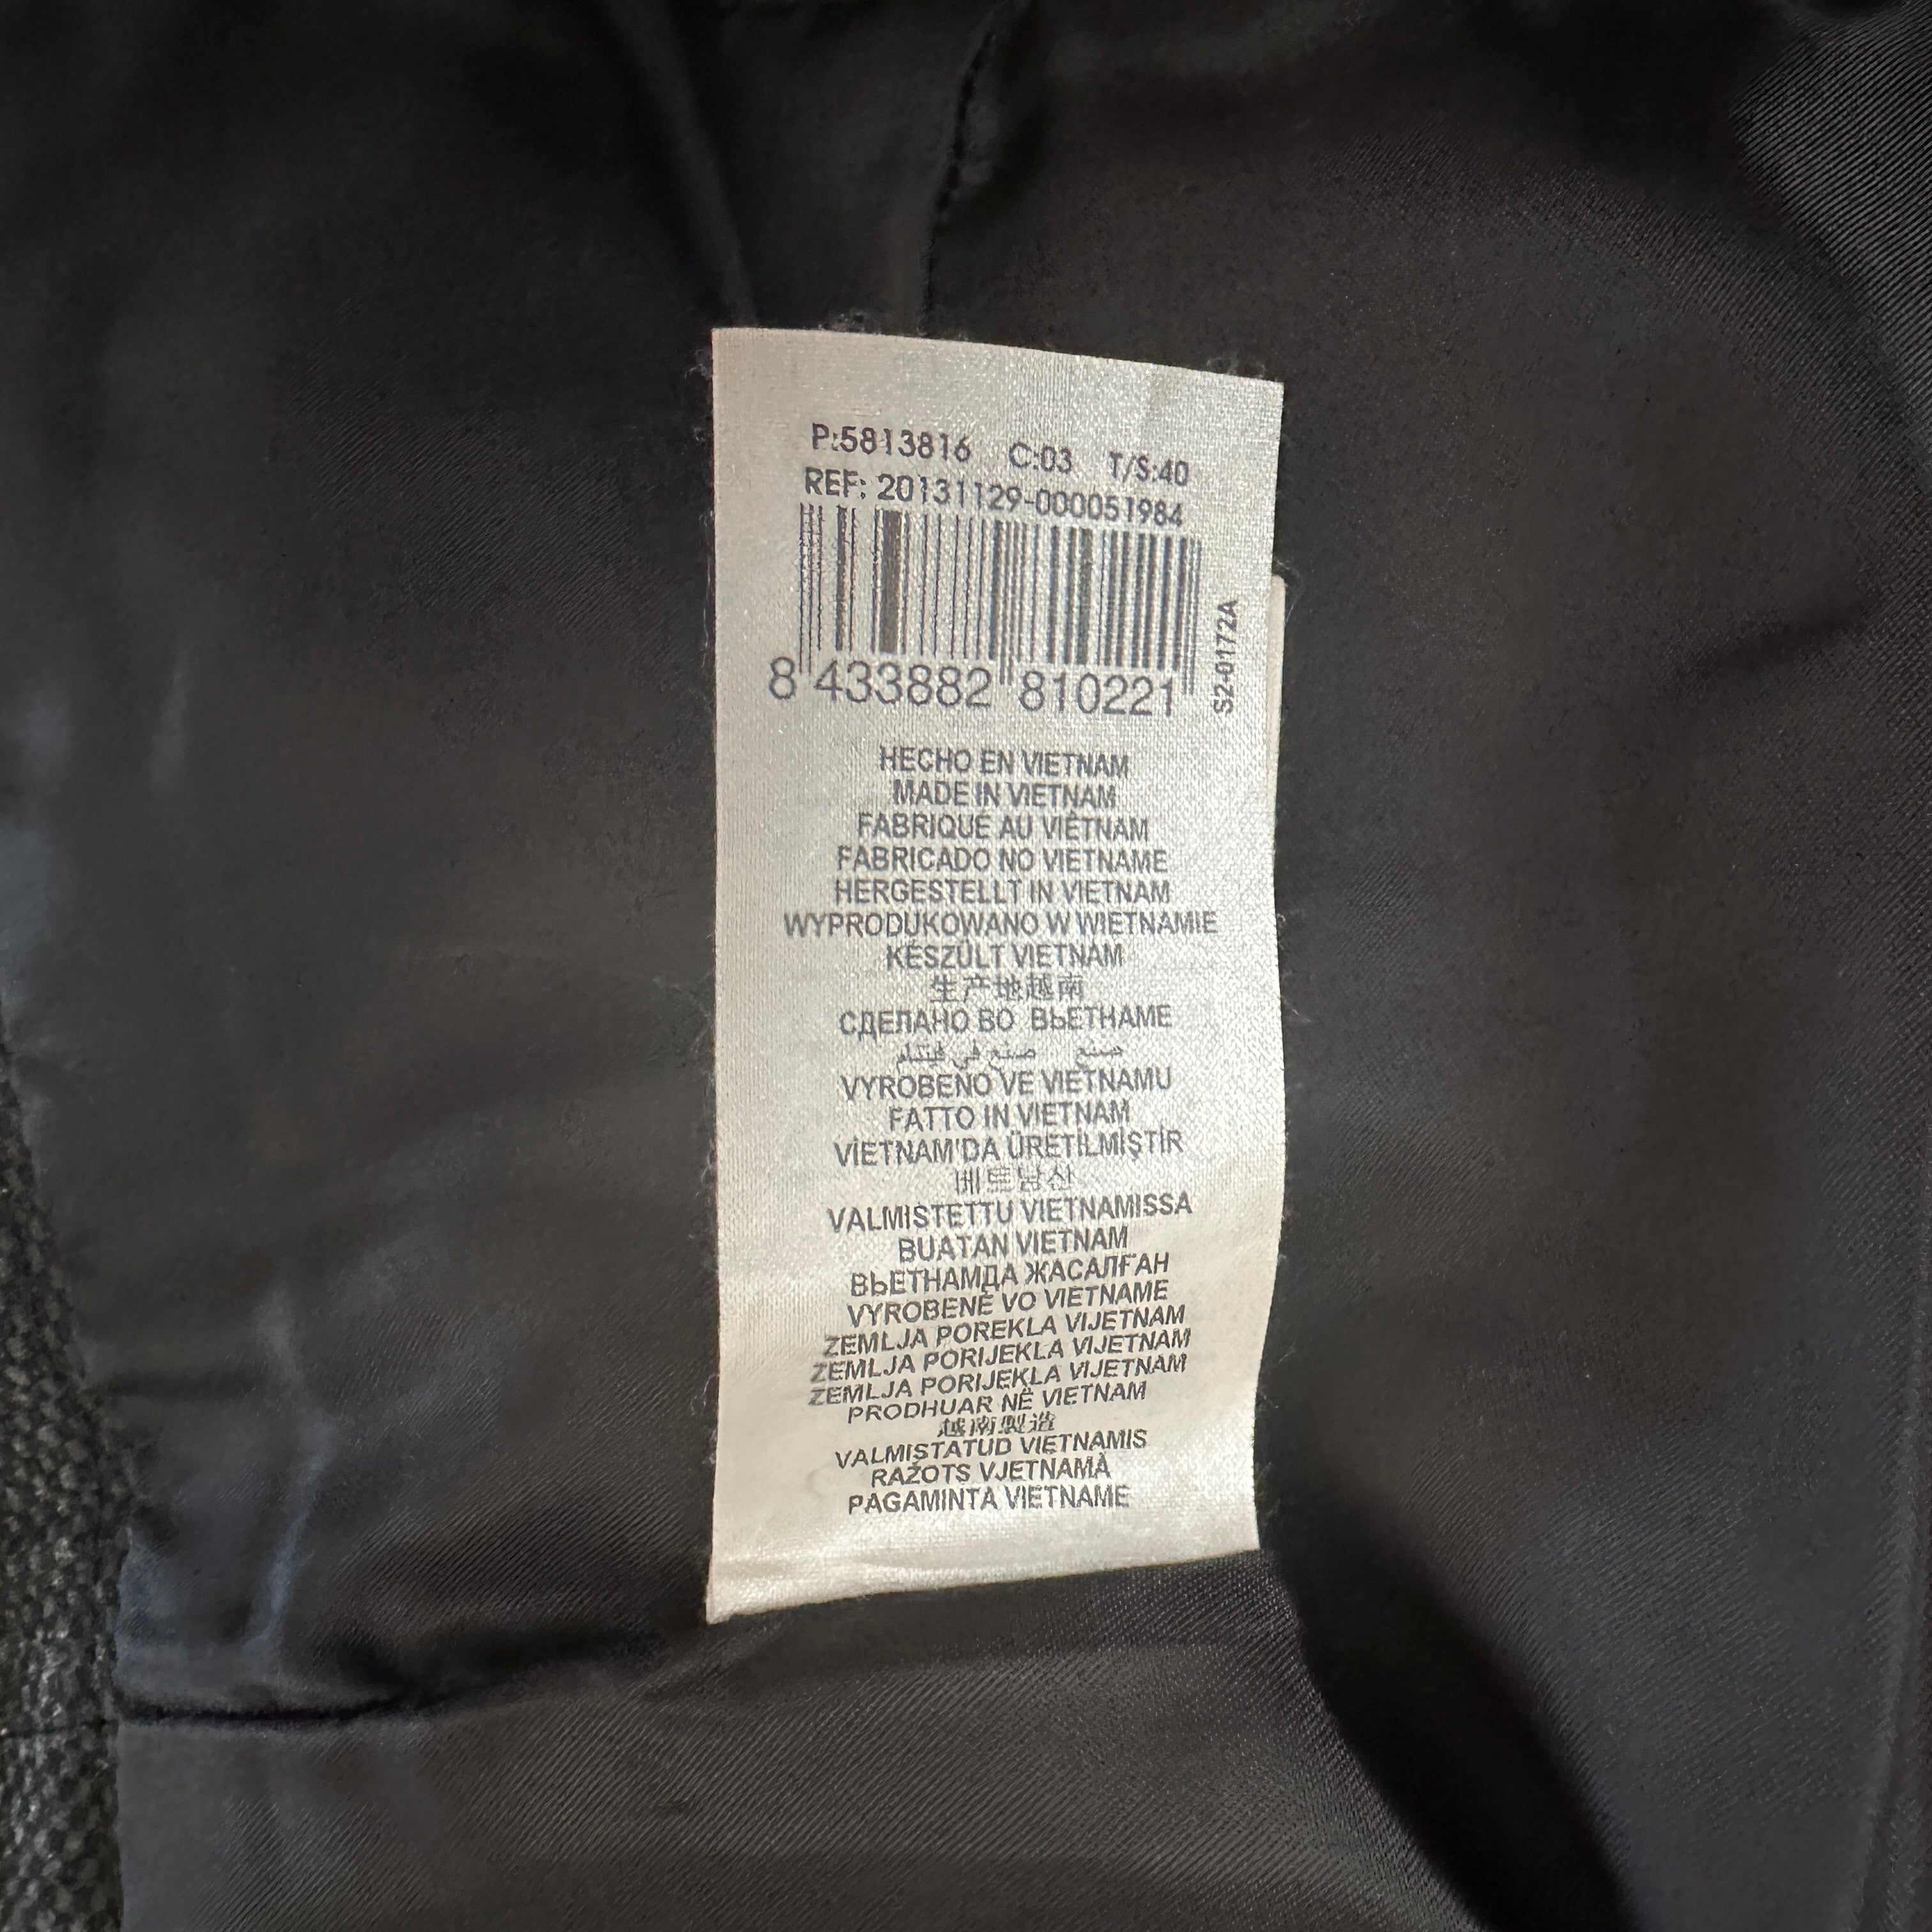 P:5813816 C:03 T/S:40
REF: 20131129-000051984
8 433882 810221
S2-0172A
HECHO EN VIETNAM
MADE IN VIETNAM
FABRIQUÉ AU VIÊTNAM
FABRICADO NO VIETNAME
HERGESTELLT IN VIETNAM
WYPRODUKOWANO W WIETNAMIE
KÉSZÜLT VIETNAM
生产地越南
СДЕЛАНО ВО ВЬЕТНАМЕ
صنع في فيتنام صنع
VYROBENO VE VIETNAMU
FATTO IN VIETNAM
VİETNAM'DA ÜRETİLMİŞTİR
베트남산
VALMISTETTU VIETNAMISSA
BUATAN VIETNAM
ВЬЕТНАМДА ЖАСАЛҒАН
VYROBENÉ VO VIETNAME
ZEMLJA POREKLA VIJETNAM
ZEMLJA PORIJEKLA VIJETNAM
ZEMLJA PORIJEKLA VIJETNAM
PRODHUAR NË VIETNAM
越南製造
VALMISTATUD VIETNAMIS
RAŽOTS VJETNAMĀ
PAGAMINTA VIETNAME